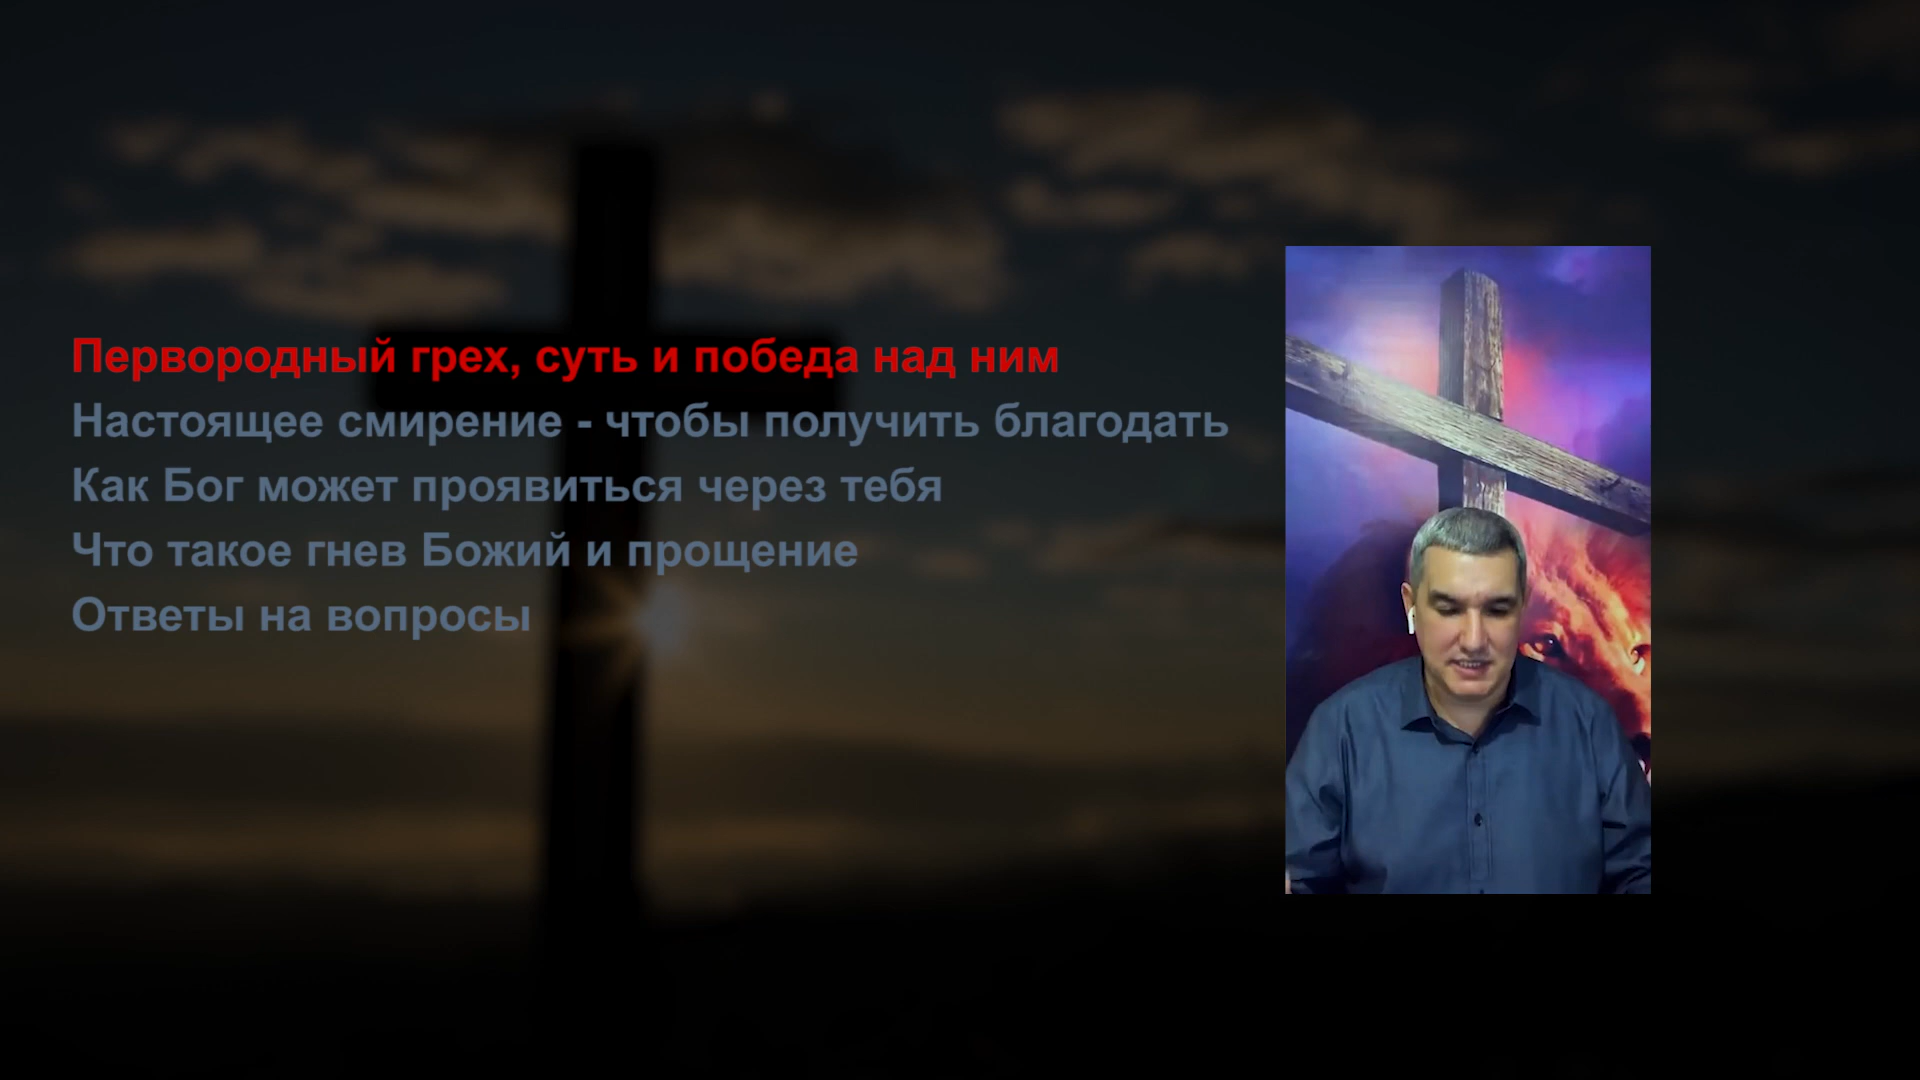 Первородный грех, суть и победа над ним
Настоящее смирение - чтобы получить благодать
Как Бог может проявиться через тебя
Что такое гнев Божий и прощение
Ответы на вопросы